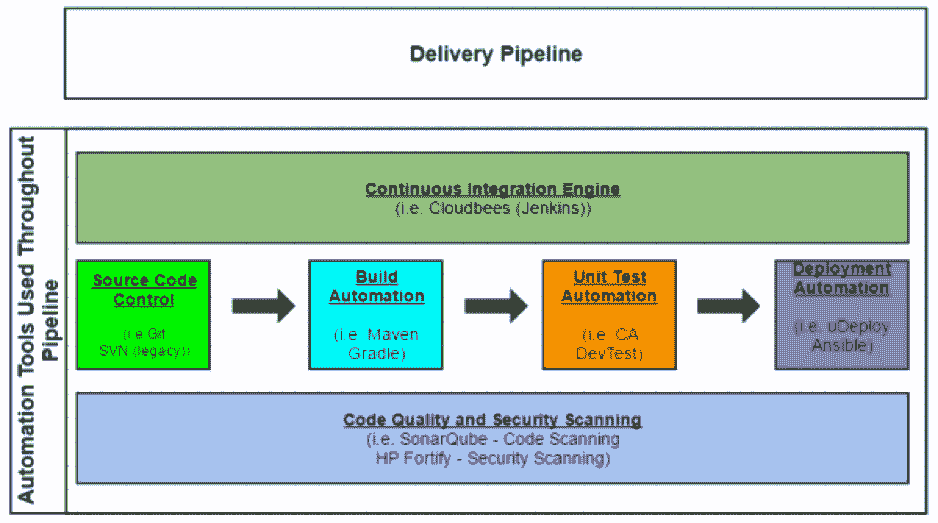 Delivery Pipeline
Automation Tools Used Throughout
Pipeline
Continuous Integration Engine
(i.e. Cloudbees (Jenkins))
Source Code
Control
(i.e Git
SVN (legacy))
Build
Automation
(i.e. Maven
Gradle)
Unit Test
Automation
(i.e. CA
DevTest)
Deployment
Automation
(i.e. uDeploy
Ansible)
Code Quality and Security Scanning
(i.e. SonarQube - Code Scanning
HP Fortify - Security Scanning)